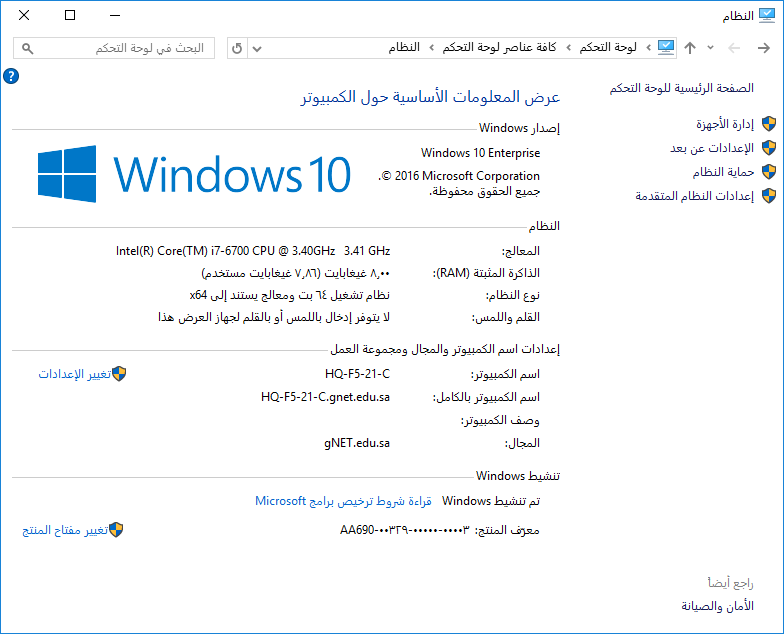 النظام
لوحة التحكم
كافة عناصر لوحة التحكم
النظام
البحث في لوحة التحكم
الصفحة الرئيسية للوحة التحكم
إدارة الأجهزة
الإعدادات عن بعد
حماية النظام
إعدادات النظام المتقدمة
عرض المعلومات الأساسية حول الكمبيوتر
إصدار Windows
Windows 10 Enterprise
© 2016 Microsoft Corporation.
جميع الحقوق محفوظة.
Windows 10
النظام
المعالج: Intel(R) Core(TM) i7-6700 CPU @ 3.40GHz 3.41 GHz
الذاكرة المثبتة (RAM): ٨٫٠٠ غيغابايت (٧٫٨٦ غيغابايت مستخدم)
نوع النظام: نظام تشغيل ٦٤ بت ومعالج يستند إلى x64
القلم واللمس: لا يتوفر إدخال باللمس أو بالقلم لجهاز العرض هذا
إعدادات اسم الكمبيوتر والمجال ومجموعة العمل
اسم الكمبيوتر: HQ-F5-21-C
تغيير الإعدادات
اسم الكمبيوتر بالكامل: HQ-F5-21-C.gnet.edu.sa
وصف الكمبيوتر:
المجال: gNET.edu.sa
تنشيط Windows
تم تنشيط Windows قراءة شروط ترخيص برامج Microsoft
معرّف المنتج: ٠٠٣٢٩-٠٠٠٠٠-٠٠٠٠٣-AA690
تغيير مفتاح المنتج
راجع أيضاً
الأمان والصيانة